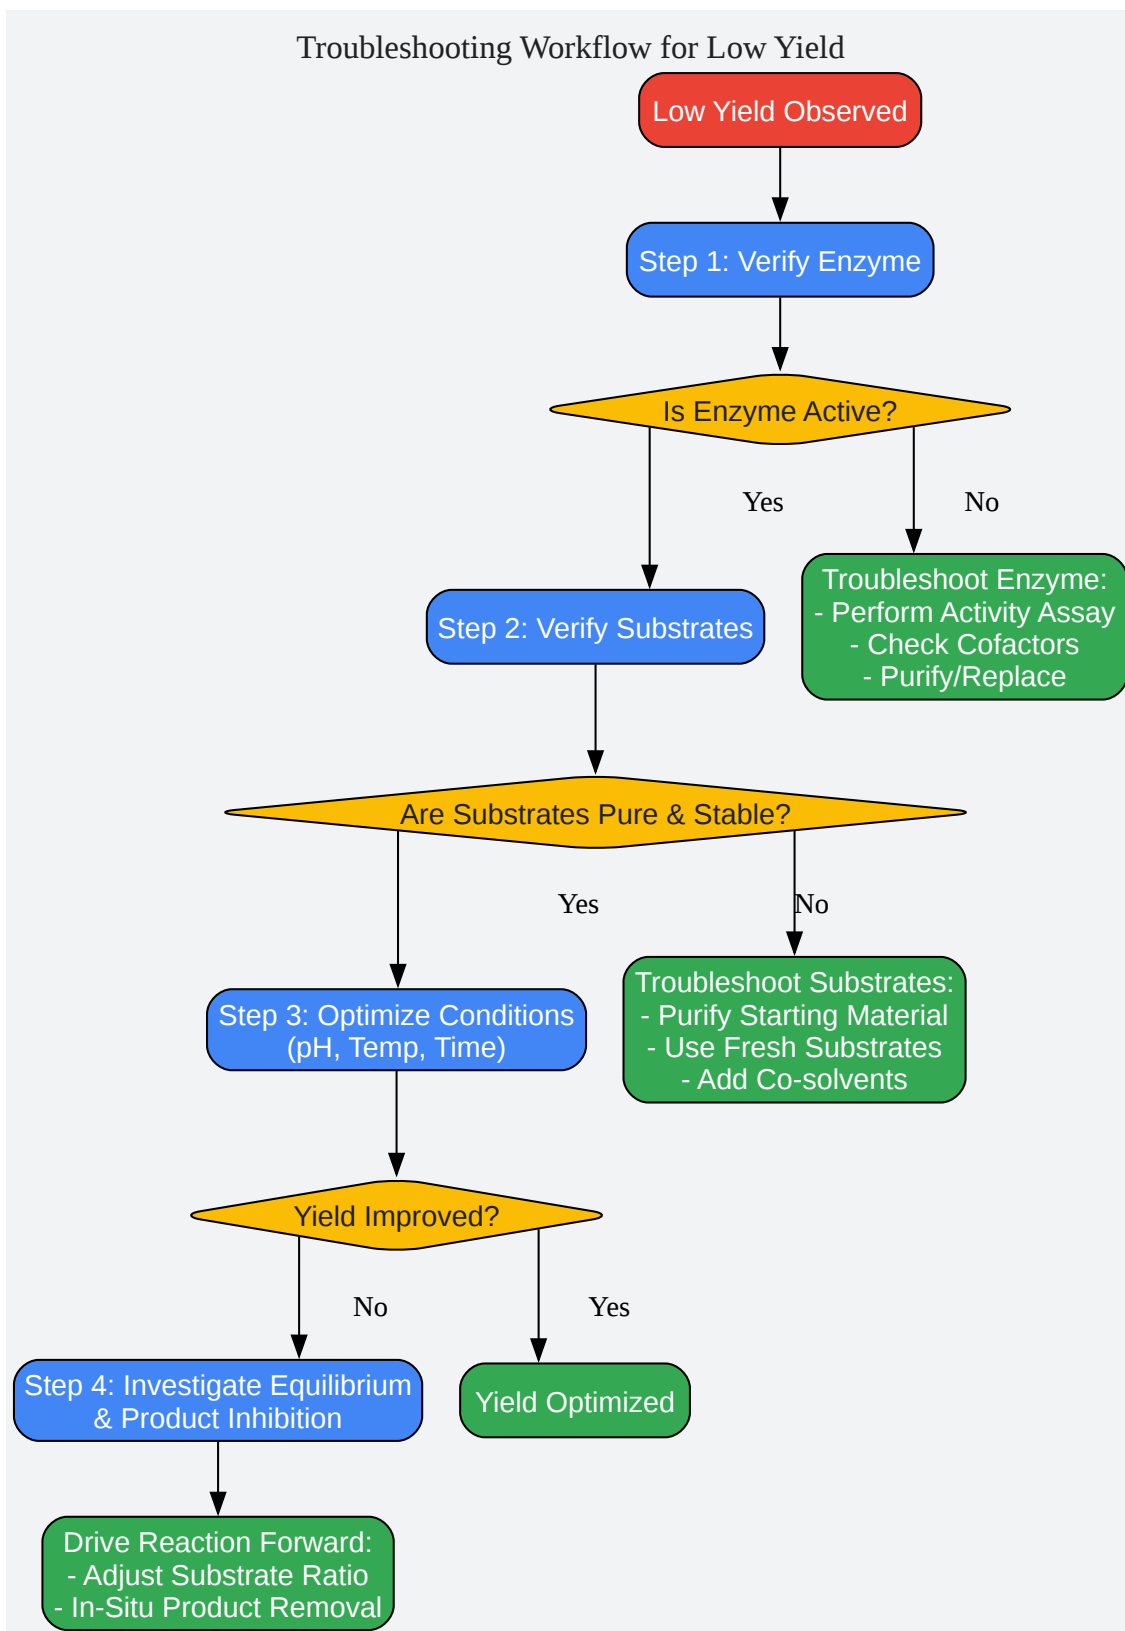 Troubleshooting Workflow for Low Yield
Low Yield Observed
Step 1: Verify Enzyme
Is Enzyme Active?
Yes
No
Troubleshoot Enzyme:
- Perform Activity Assay
- Check Cofactors
- Purify/Replace
Step 2: Verify Substrates
Are Substrates Pure & Stable?
Yes
No
Step 3: Optimize Conditions
(pH, Temp, Time)
Troubleshoot Substrates:
- Purify Starting Material
- Use Fresh Substrates
- Add Co-solvents
Yield Improved?
No
Yes
Step 4: Investigate Equilibrium
& Product Inhibition
Yield Optimized
Drive Reaction Forward:
- Adjust Substrate Ratio
- In-Situ Product Removal